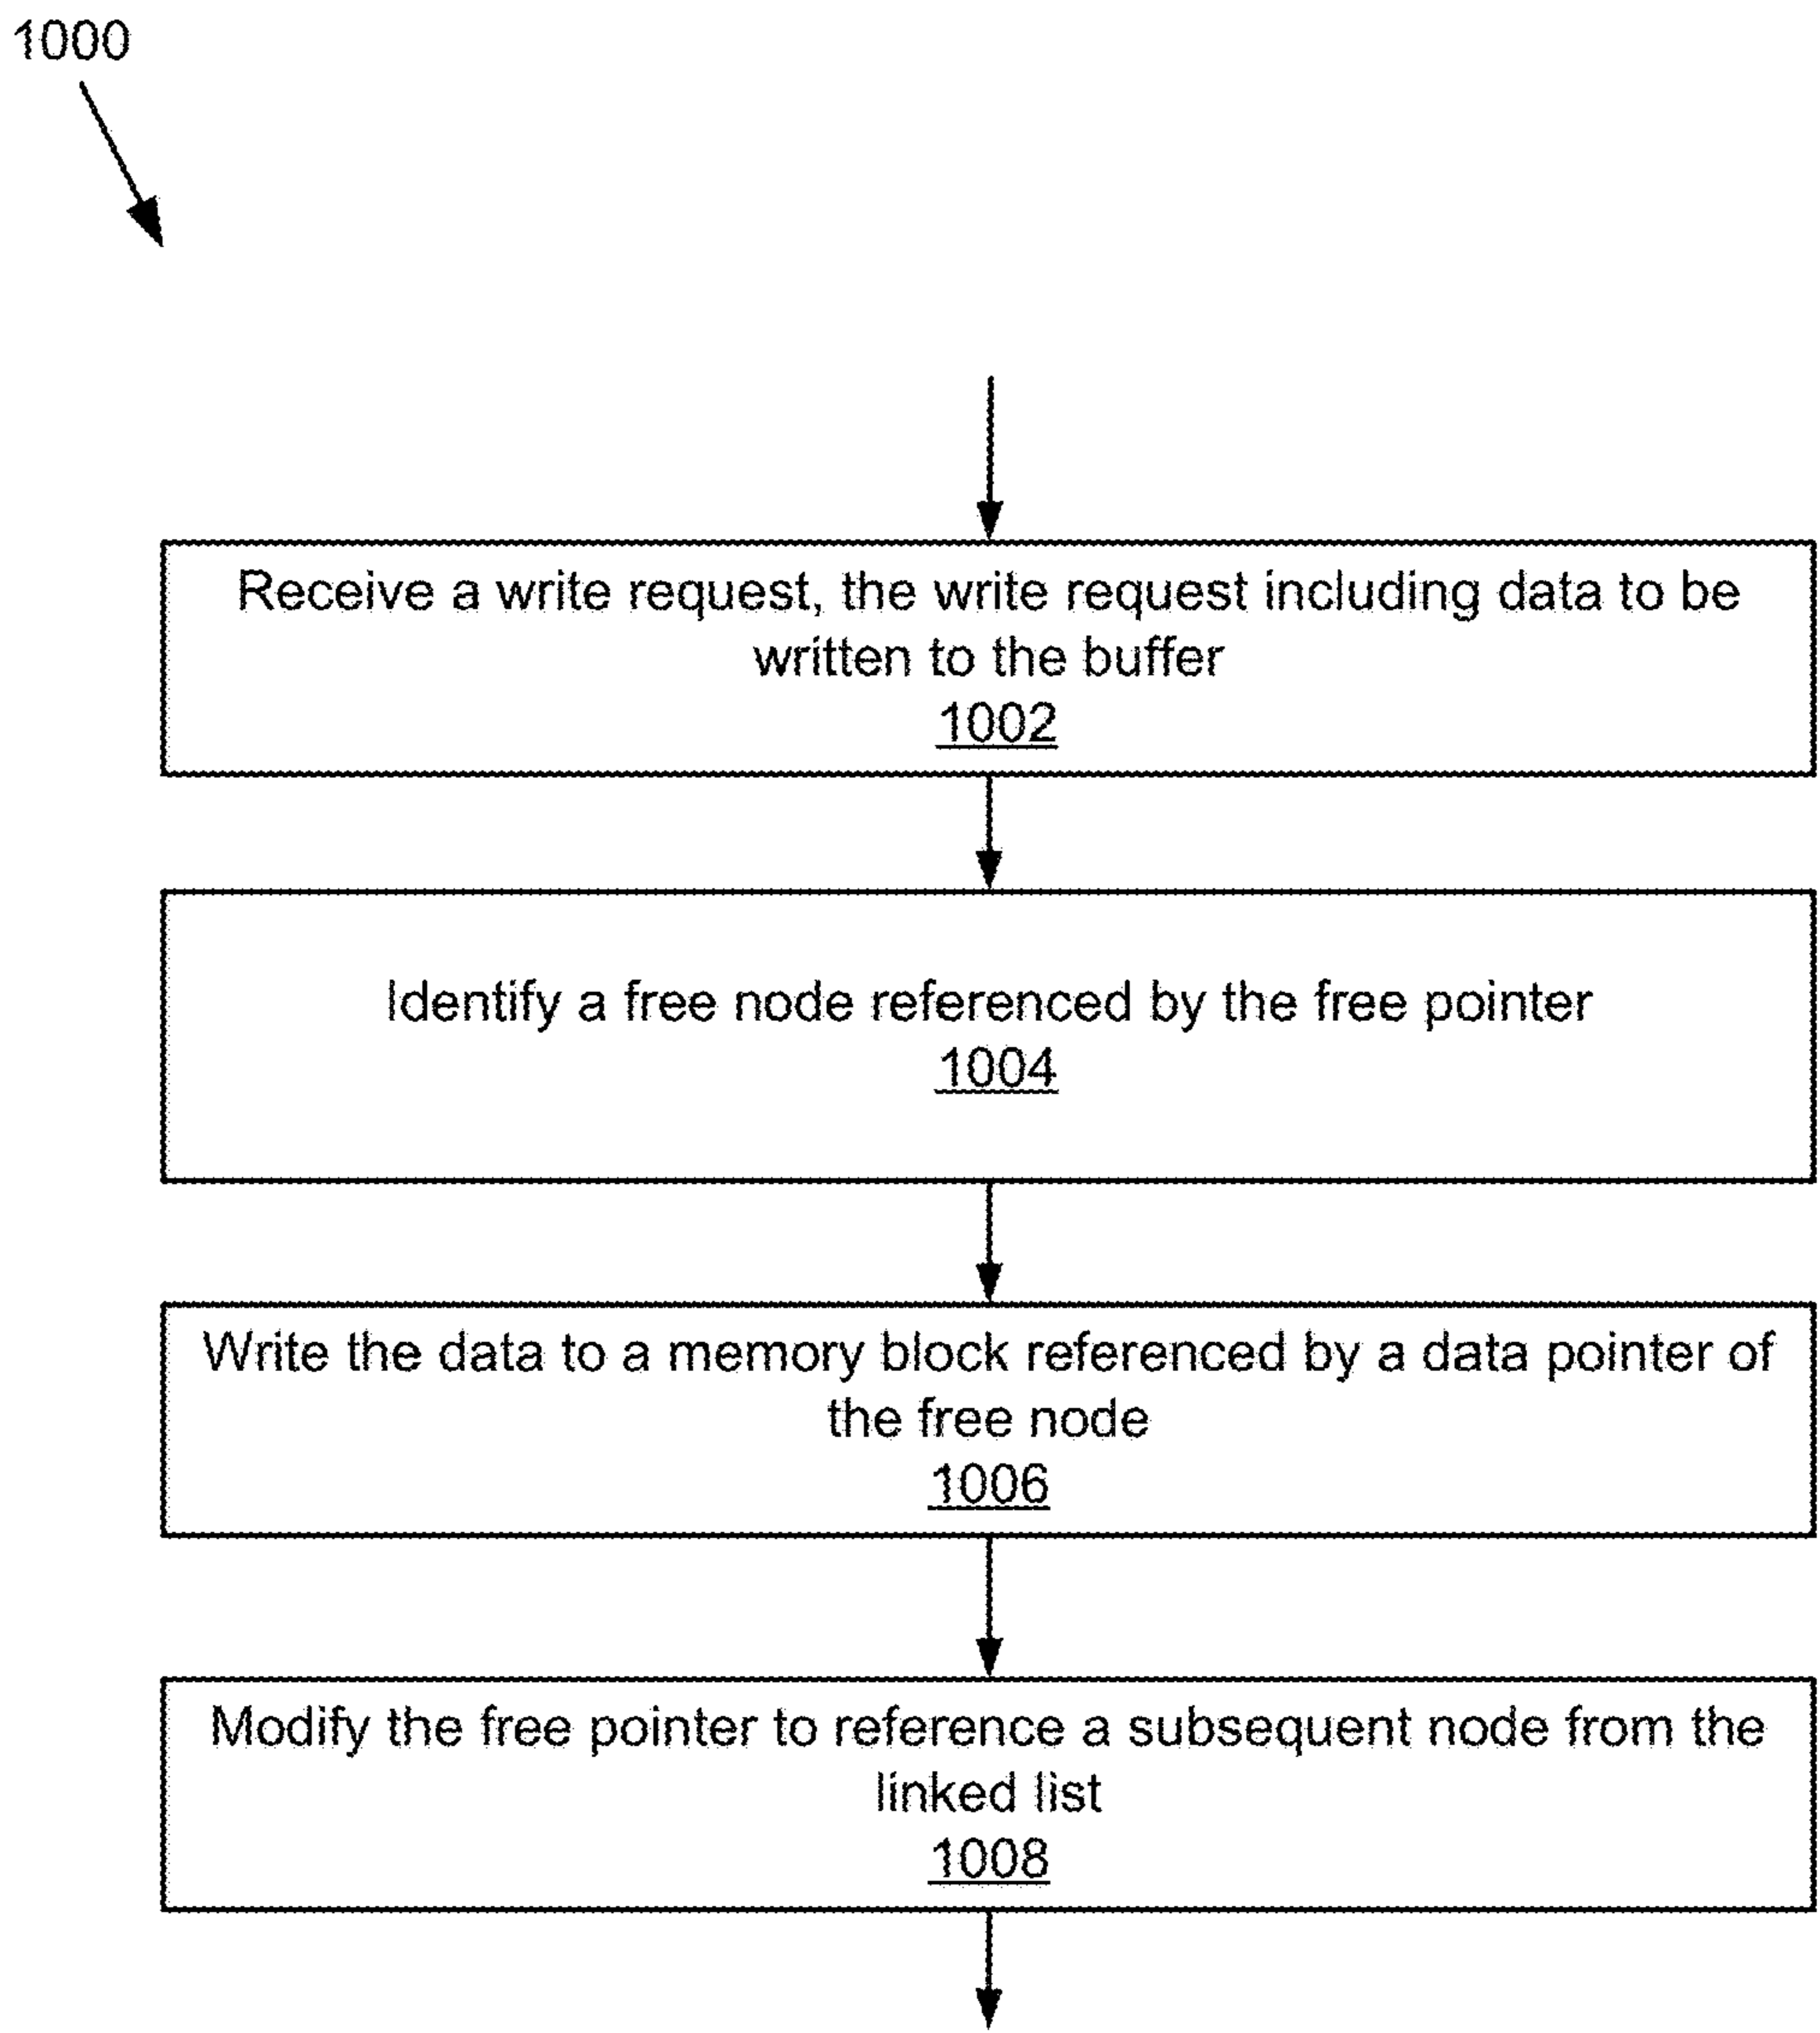 1000
Receive a write request, the write request including data to be
written to the buffer
1002
Identify a free node referenced by the free pointer
1004
Write the data to a memory block referenced by a data pointer of
the free node
1006
Modify the free pointer to reference a subsequent node from the
linked list
1008